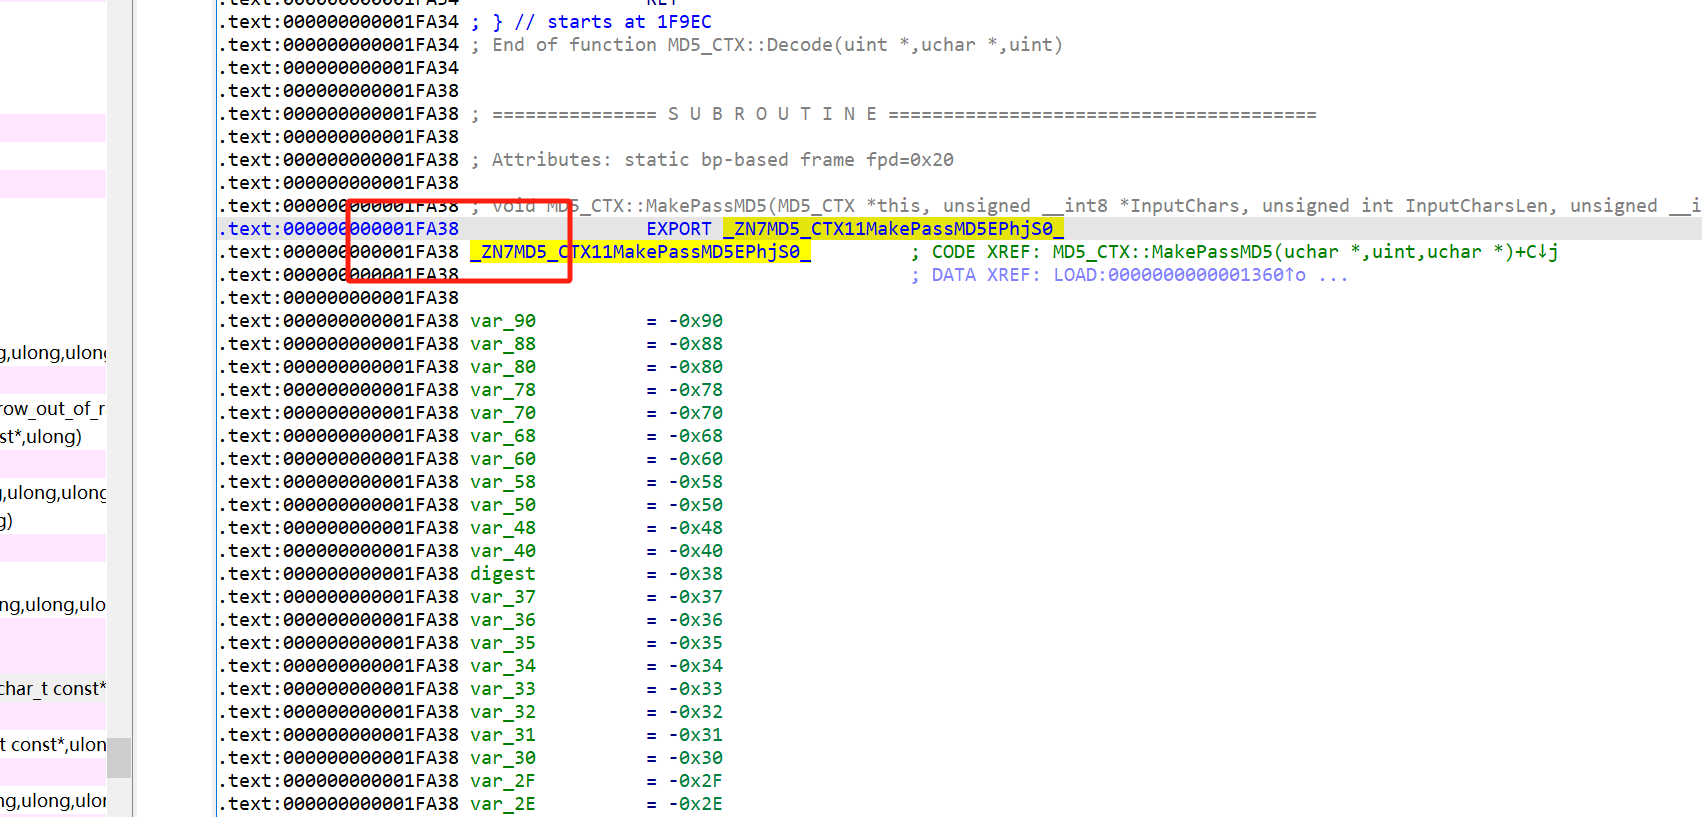 .text:000000000001FA34 RET
.text:000000000001FA34 ; } // starts at 1F9EC
.text:000000000001FA34 ; End of function MD5_CTX::Decode(uint *,uchar *,uint)
.text:000000000001FA34
.text:000000000001FA38
.text:000000000001FA38 ; =============== S U B R O U T I N E =======================================
.text:000000000001FA38
.text:000000000001FA38 ; Attributes: static bp-based frame fpd=0x20
.text:000000000001FA38
.text:000000000001FA38 ; void MD5_CTX::MakePassMD5(MD5_CTX *this, unsigned __int8 *InputChars, unsigned int InputCharsLen, unsigned __i
.text:000000000001FA38 EXPORT _ZN7MD5_CTX11MakePassMD5EPhjS0_
.text:000000000001FA38 _ZN7MD5_CTX11MakePassMD5EPhjS0_ ; CODE XREF: MD5_CTX::MakePassMD5(uchar *,uint,uchar *)+C↓j
.text:000000000001FA38 ; DATA XREF: LOAD:0000000000001360↑o ...
.text:000000000001FA38
.text:000000000001FA38 var_90 = -0x90
.text:000000000001FA38 var_88 = -0x88
.text:000000000001FA38 var_80 = -0x80
.text:000000000001FA38 var_78 = -0x78
.text:000000000001FA38 var_70 = -0x70
.text:000000000001FA38 var_68 = -0x68
.text:000000000001FA38 var_60 = -0x60
.text:000000000001FA38 var_58 = -0x58
.text:000000000001FA38 var_50 = -0x50
.text:000000000001FA38 var_48 = -0x48
.text:000000000001FA38 var_40 = -0x40
.text:000000000001FA38 digest = -0x38
.text:000000000001FA38 var_37 = -0x37
.text:000000000001FA38 var_36 = -0x36
.text:000000000001FA38 var_35 = -0x35
.text:000000000001FA38 var_34 = -0x34
.text:000000000001FA38 var_33 = -0x33
.text:000000000001FA38 var_32 = -0x32
.text:000000000001FA38 var_31 = -0x31
.text:000000000001FA38 var_30 = -0x30
.text:000000000001FA38 var_2F = -0x2F
.text:000000000001FA38 var_2E = -0x2E
g,ulong,ulong
row_out_of_r
st*,ulong)
,ulong,ulong
g)
ng,ulong,ulo
char_t const*
t const*,ulon
ng,ulong,ulon